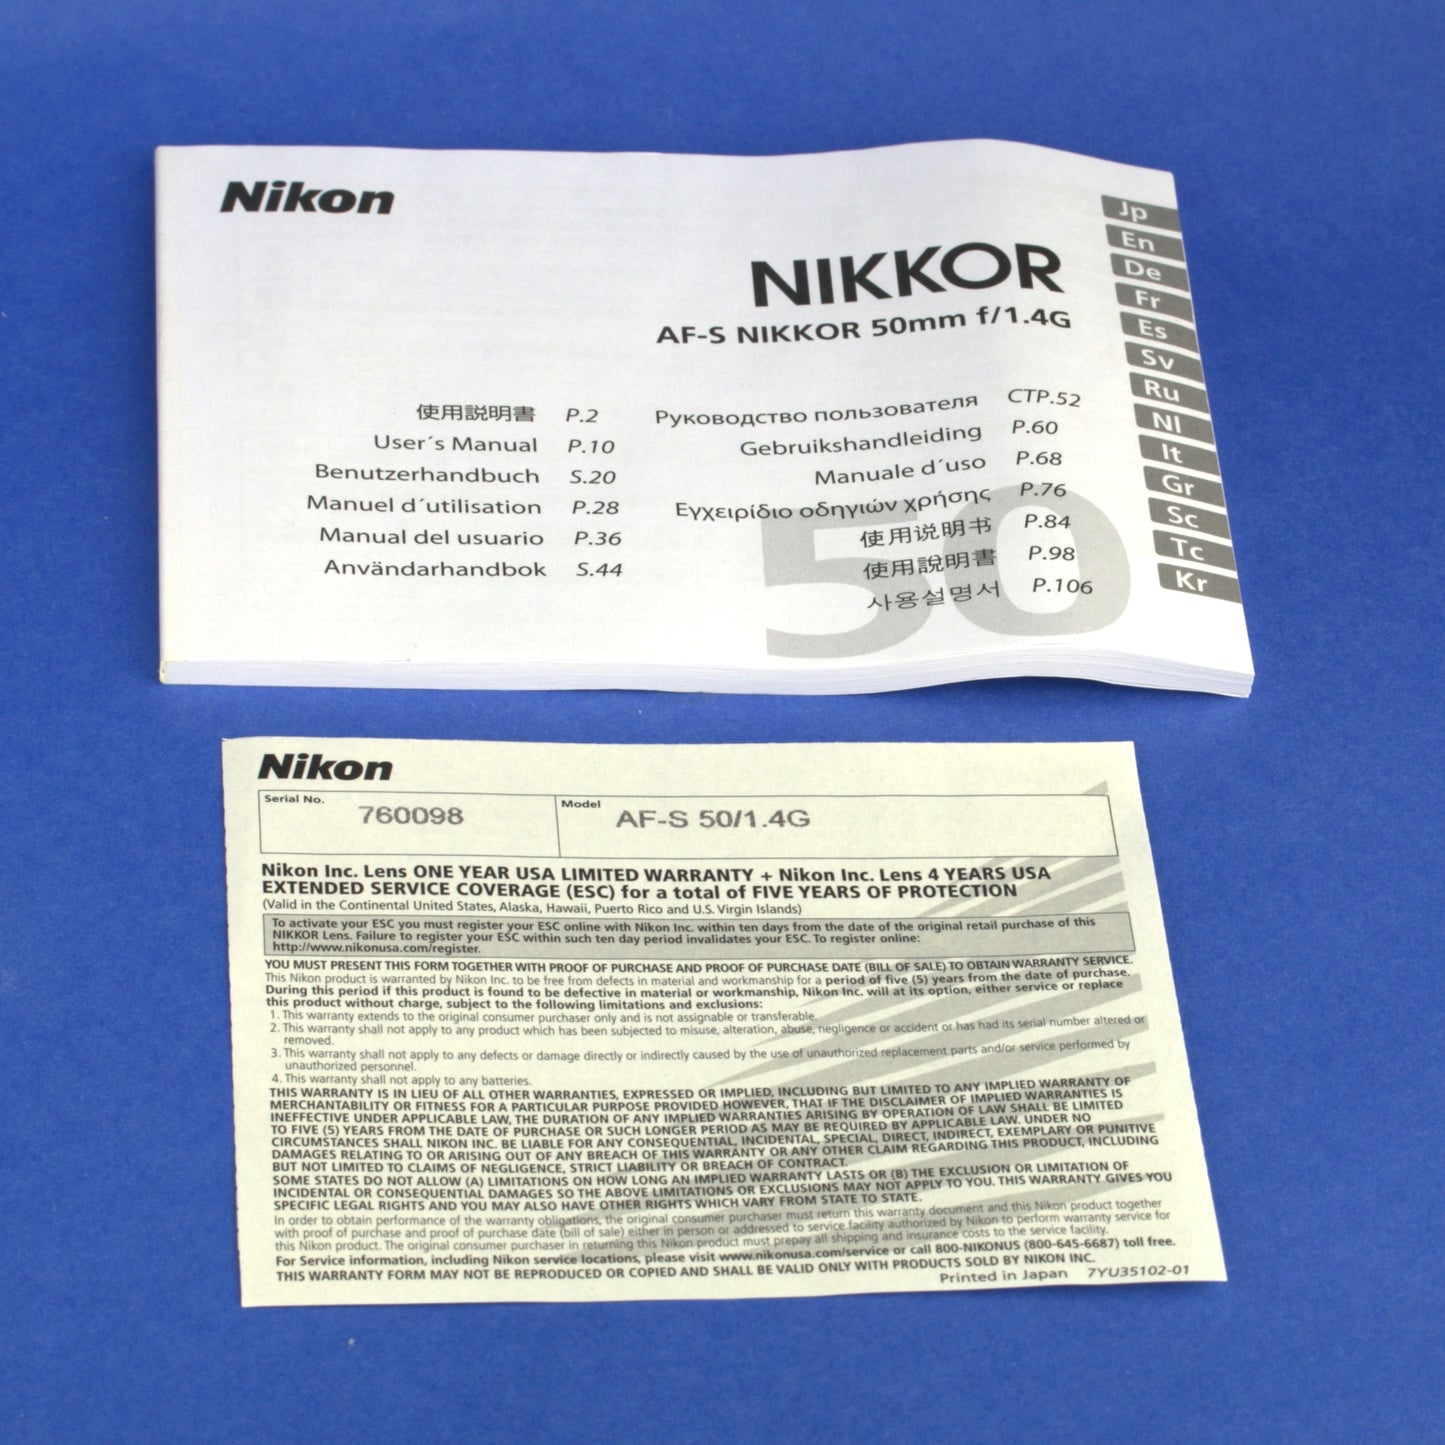 Nikon
NIKKOR
AF-S NIKKOR 50mm f/1.4G
使用説明書 P.2
User´s Manual P.10
Benutzerhandbuch S.20
Manuel d´utilisation P.28
Manual del usuario P.36
Användarhandbok S.44
Руководство пользователя CTP.52
Gebruikshandleiding P.60
Manuale d´uso P.68
Εγχειρίδιο οδηγιών χρήσης P.76
使用说明书 P.84
使用說明書 P.98
사용설명서 P.106
50
Jp
En
De
Fr
Es
Sv
Ru
Nl
It
Gr
Sc
Tc
Kr
Nikon
Serial No. 760098 Model AF-S 50/1.4G
Nikon Inc. Lens ONE YEAR USA LIMITED WARRANTY + Nikon Inc. Lens 4 YEARS USA
EXTENDED SERVICE COVERAGE (ESC) for a total of FIVE YEARS OF PROTECTION
(Valid in the Continental United States, Alaska, Hawaii, Puerto Rico and U.S. Virgin Islands)
To activate your ESC you must register your ESC online with Nikon Inc. within ten days from the date of the original retail purchase of this
NIKKOR Lens. Failure to register your ESC within such ten day period invalidates your ESC. To register online:
http://www.nikonusa.com/register.
YOU MUST PRESENT THIS FORM TOGETHER WITH PROOF OF PURCHASE AND PROOF OF PURCHASE DATE (BILL OF SALE) TO OBTAIN WARRANTY SERVICE.
This Nikon product is warranted by Nikon Inc. to be free from defects in material and workmanship for a period of five (5) years from the date of purchase.
During this period if this product is found to be defective in material or workmanship, Nikon Inc. will at its option, either service or replace
this product without charge, subject to the following limitations and exclusions:
1. This warranty extends to the original consumer purchaser only and is not assignable or transferable.
2. This warranty shall not apply to any product which has been subjected to misuse, alteration, abuse, negligence or accident or has had its serial number altered or
removed.
3. This warranty shall not apply to any defects or damage directly or indirectly caused by the use of unauthorized replacement parts and/or service performed by
unauthorized personnel.
4. This warranty shall not apply to any batteries.
THIS WARRANTY IS IN LIEU OF ALL OTHER WARRANTIES, EXPRESSED OR IMPLIED, INCLUDING BUT LIMITED TO ANY IMPLIED WARRANTY OF
MERCHANTABILITY OR FITNESS FOR A PARTICULAR PURPOSE PROVIDED HOWEVER, THAT IF THE DISCLAIMER OF IMPLIED WARRANTIES IS
INEFFECTIVE UNDER APPLICABLE LAW, THE DURATION OF ANY IMPLIED WARRANTIES ARISING BY OPERATION OF LAW SHALL BE LIMITED
TO FIVE (5) YEARS FROM THE DATE OF PURCHASE OR SUCH LONGER PERIOD AS MAY BE REQUIRED BY APPLICABLE LAW. UNDER NO
CIRCUMSTANCES SHALL NIKON INC. BE LIABLE FOR ANY CONSEQUENTIAL, INCIDENTAL, SPECIAL, DIRECT, INDIRECT, EXEMPLARY OR PUNITIVE
DAMAGES RELATING TO OR ARISING OUT OF ANY BREACH OF THIS WARRANTY OR ANY OTHER CLAIM REGARDING THIS PRODUCT, INCLUDING
BUT NOT LIMITED TO CLAIMS OF NEGLIGENCE, STRICT LIABILITY OR BREACH OF CONTRACT.
SOME STATES DO NOT ALLOW (A) LIMITATIONS ON HOW LONG AN IMPLIED WARRANTY LASTS OR (B) THE EXCLUSION OR LIMITATION OF
INCIDENTAL OR CONSEQUENTIAL DAMAGES SO THE ABOVE LIMITATIONS OR EXCLUSIONS MAY NOT APPLY TO YOU. THIS WARRANTY GIVES YOU
SPECIFIC LEGAL RIGHTS AND YOU MAY ALSO HAVE OTHER RIGHTS WHICH VARY FROM STATE TO STATE.
In order to obtain performance of the warranty obligations, the original consumer purchaser must return this warranty document and this Nikon product together
with proof of purchase and proof of purchase date (bill of sale) either in person or addressed to service facility authorized by Nikon to perform warranty service for
this Nikon product. The original consumer purchaser in returning this Nikon product must prepay all shipping and insurance costs to the service facility.
For Service information, including Nikon service locations, please visit www.nikonusa.com/service or call 800-NIKONUS (800-645-6687) toll free.
THIS WARRANTY FORM MAY NOT BE REPRODUCED OR COPIED AND SHALL BE VALID ONLY WITH PRODUCTS SOLD BY NIKON INC.
Printed in Japan 7YU35102-01